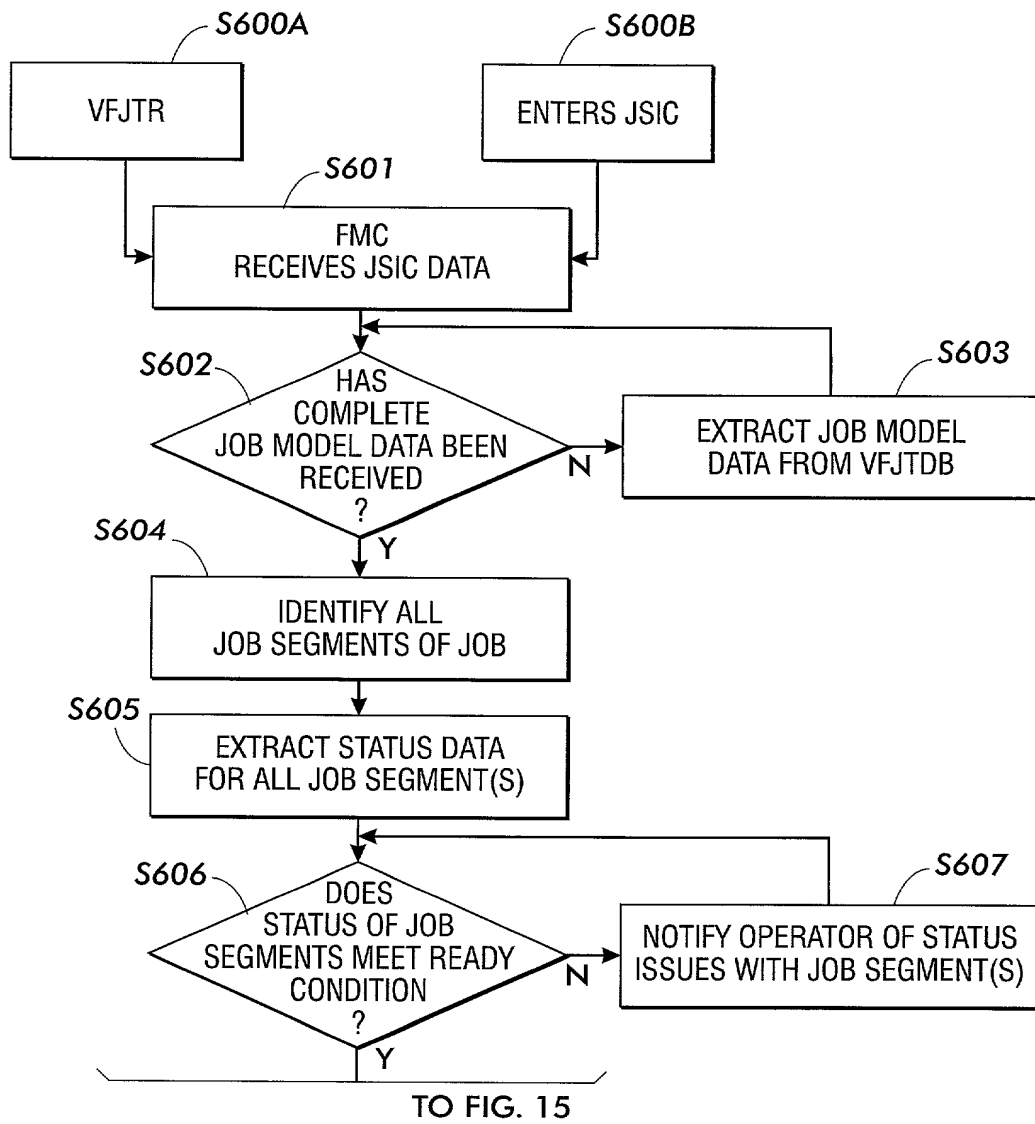 S600A
S600B
VFJTR
ENTERS JSIC
S601
FMC
RECEIVES JSIC DATA
S602
HAS
COMPLETE
JOB MODEL DATA BEEN
RECEIVED
?
N
Y
S603
EXTRACT JOB MODEL
DATA FROM VFJTDB
S604
IDENTIFY ALL
JOB SEGMENTS OF JOB
S605
EXTRACT STATUS DATA
FOR ALL JOB SEGMENT(S)
S606
DOES
STATUS OF JOB
SEGMENTS MEET READY
CONDITION
?
N
Y
S607
NOTIFY OPERATOR OF STATUS
ISSUES WITH JOB SEGMENT(S)
TO FIG. 15